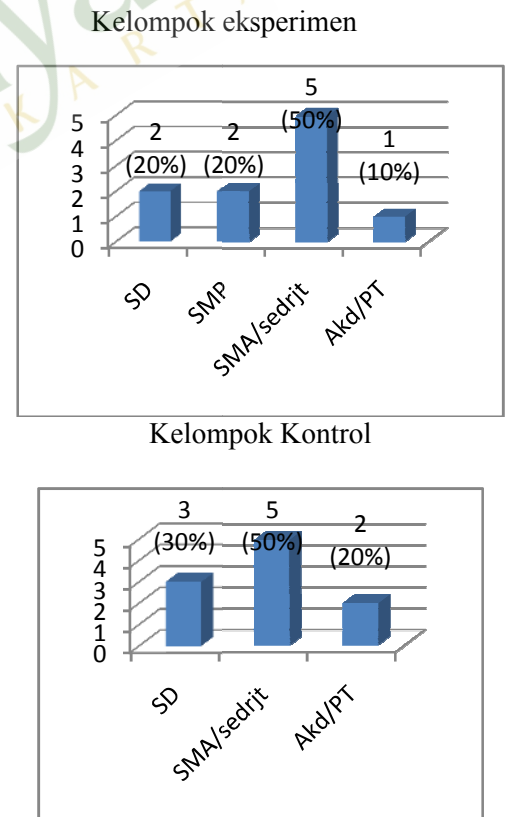 Kelompok eksperimen
5
(50%)
2
(20%)
2
(20%)
1
(10%)
5
4
3
2
1
0
SD
SMP
SMA/sedrjt
Akd/PT
Kelompok Kontrol
3
(30%)
5
(50%)
2
(20%)
5
4
3
2
1
0
SD
SMA/sedrjt
Akd/PT